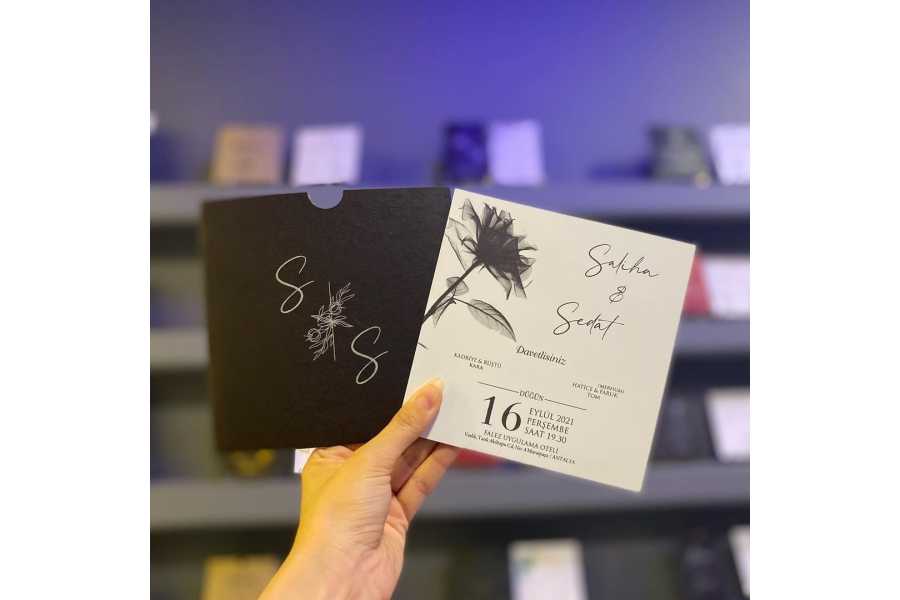 S
S
Saliha
&
Sedat
Davetlisiniz
KADRİYE & RÜŞTÜ
KARA
HATİCE & FARUK
TOM
DÜĞÜN
16
EYLÜL 2021
PERŞEMBE
SAAT 19.30
FALEZ UYGULAMA OTELİ
ANTALYA